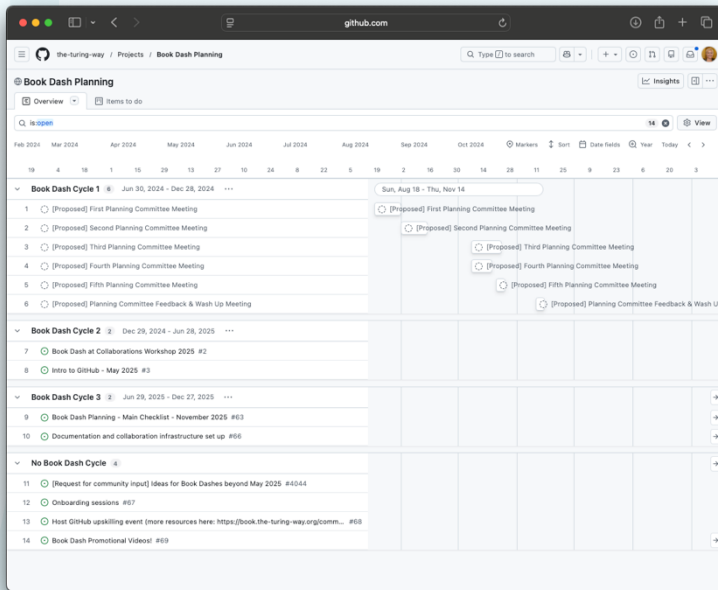 github.com
the-turing-way / Projects / Book Dash Planning
Type / to search
Book Dash Planning
Insights
Overview
Items to do
is:open
14
View
Feb 2024 Mar 2024 Apr 2024 May 2024 Jun 2024 Jul 2024 Aug 2024 Sep 2024 Oct 2024 Markers Sort Date fields Year Today
19 4 18 1 15 29 13 27 10 24 8 22 5 19 2 16 30 14 28 11 25 9 23 6 20 3
Book Dash Cycle 1 6 Jun 30, 2024 - Dec 28, 2024 ...
Sun, Aug 18 - Thu, Nov 14
1 [Proposed] First Planning Committee Meeting
[Proposed] First Planning Committee Meeting
2 [Proposed] Second Planning Committee Meeting
[Proposed] Second Planning Committee Meeting
3 [Proposed] Third Planning Committee Meeting
[Proposed] Third Planning Committee Meeting
4 [Proposed] Fourth Planning Committee Meeting
[Proposed] Fourth Planning Committee Meeting
5 [Proposed] Fifth Planning Committee Meeting
[Proposed] Fifth Planning Committee Meeting
6 [Proposed] Planning Committee Feedback & Wash Up Meeting
[Proposed] Planning Committee Feedback & Wash U
Book Dash Cycle 2 2 Dec 29, 2024 - Jun 28, 2025 ...
7 Book Dash at Collaborations Workshop 2025 #2
8 Intro to GitHub - May 2025 #3
Book Dash Cycle 3 2 Jun 29, 2025 - Dec 27, 2025 ...
9 Book Dash Planning - Main Checklist - November 2025 #63
10 Documentation and collaboration infrastructure set up #66
No Book Dash Cycle 4
11 [Request for community input] Ideas for Book Dashes beyond May 2025 #4044
12 Onboarding sessions #67
13 Host GitHub upskilling event (more resources here: https://book.the-turing-way.org/comm... #68
14 Book Dash Promotional Videos! #69